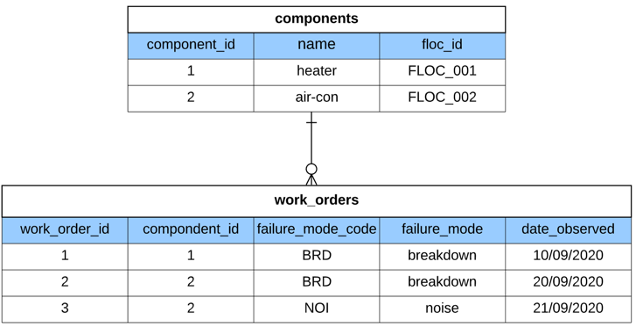 components
component_id name floc_id
1 heater FLOC_001
2 air-con FLOC_002
work_orders
work_order_id compondent_id failure_mode_code failure_mode date_observed
1 1 BRD breakdown 10/09/2020
2 2 BRD breakdown 20/09/2020
3 2 NOI noise 21/09/2020